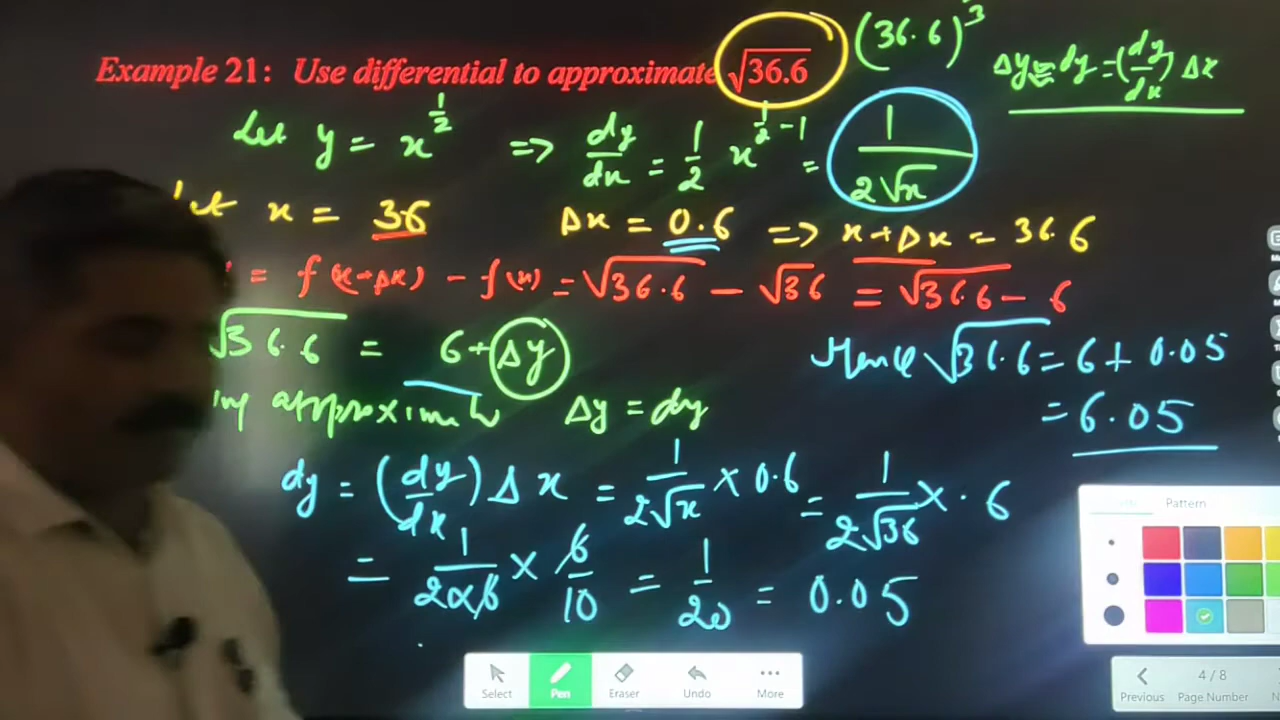 (36.6)³
Example 21: Use differential to approximate √36.6
Δy ≅ dy = (dy/dx) Δx
Let y = x^(1/2) => dy/dx = 1/2 x^(1/2 - 1) = 1/(2√x)
Let x = 36 Δx = 0.6 => x+Δx = 36.6
= f(x+Δx) - f(x) = √36.6 - √36 = √36.6 - 6
√36.6 = 6+Δy
Hence √36.6 = 6 + 0.05
= 6.05
Δy = dy
dy = (dy/dx) Δx = 1/(2√x) × 0.6 = 1/(2√36) × .6
= 1/(2×6) × 6/10 = 1/20 = 0.05
Pattern
Select Pen Eraser Undo More
4 / 8
Previous Page Number